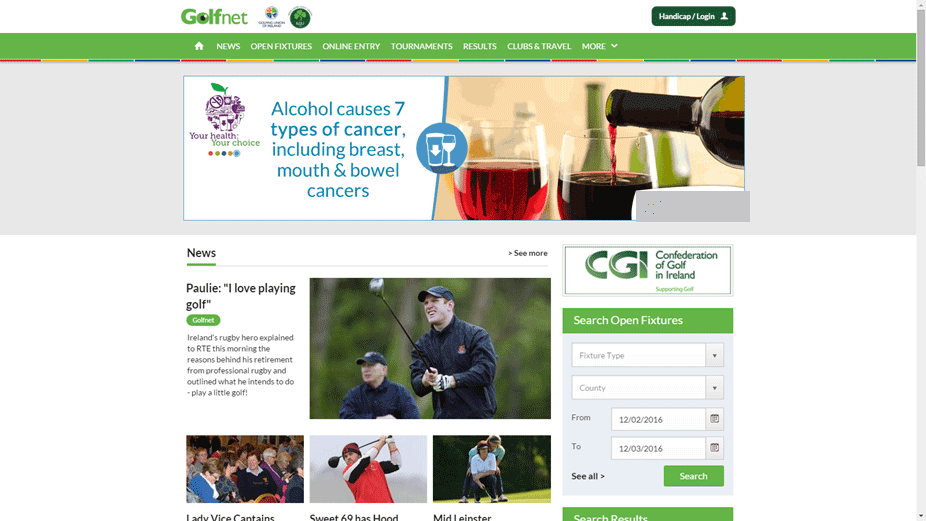 Golfnet
GOLFING UNION
OF IRELAND
Handicap / Login
NEWS
OPEN FIXTURES
ONLINE ENTRY
TOURNAMENTS
RESULTS
CLUBS & TRAVEL
MORE
Your health;
Your choice
Alcohol causes 7
types of cancer,
including breast,
mouth & bowel
cancers
News
> See more
Paulie: "I love playing
golf"
Golfnet
Ireland's rugby hero explained
to RTE this morning the
reasons behind his retirement
from professional rugby and
outlined what he intends to do
- play a little golf!
Lady Vice Captains
Sweet 69 has Hood
Mid Leinster
CGI
Confederation
of Golf
in Ireland
Supporting Golf
Search Open Fixtures
Fixture Type
County
From
12/02/2016
To
12/03/2016
See all >
Search
Search Results